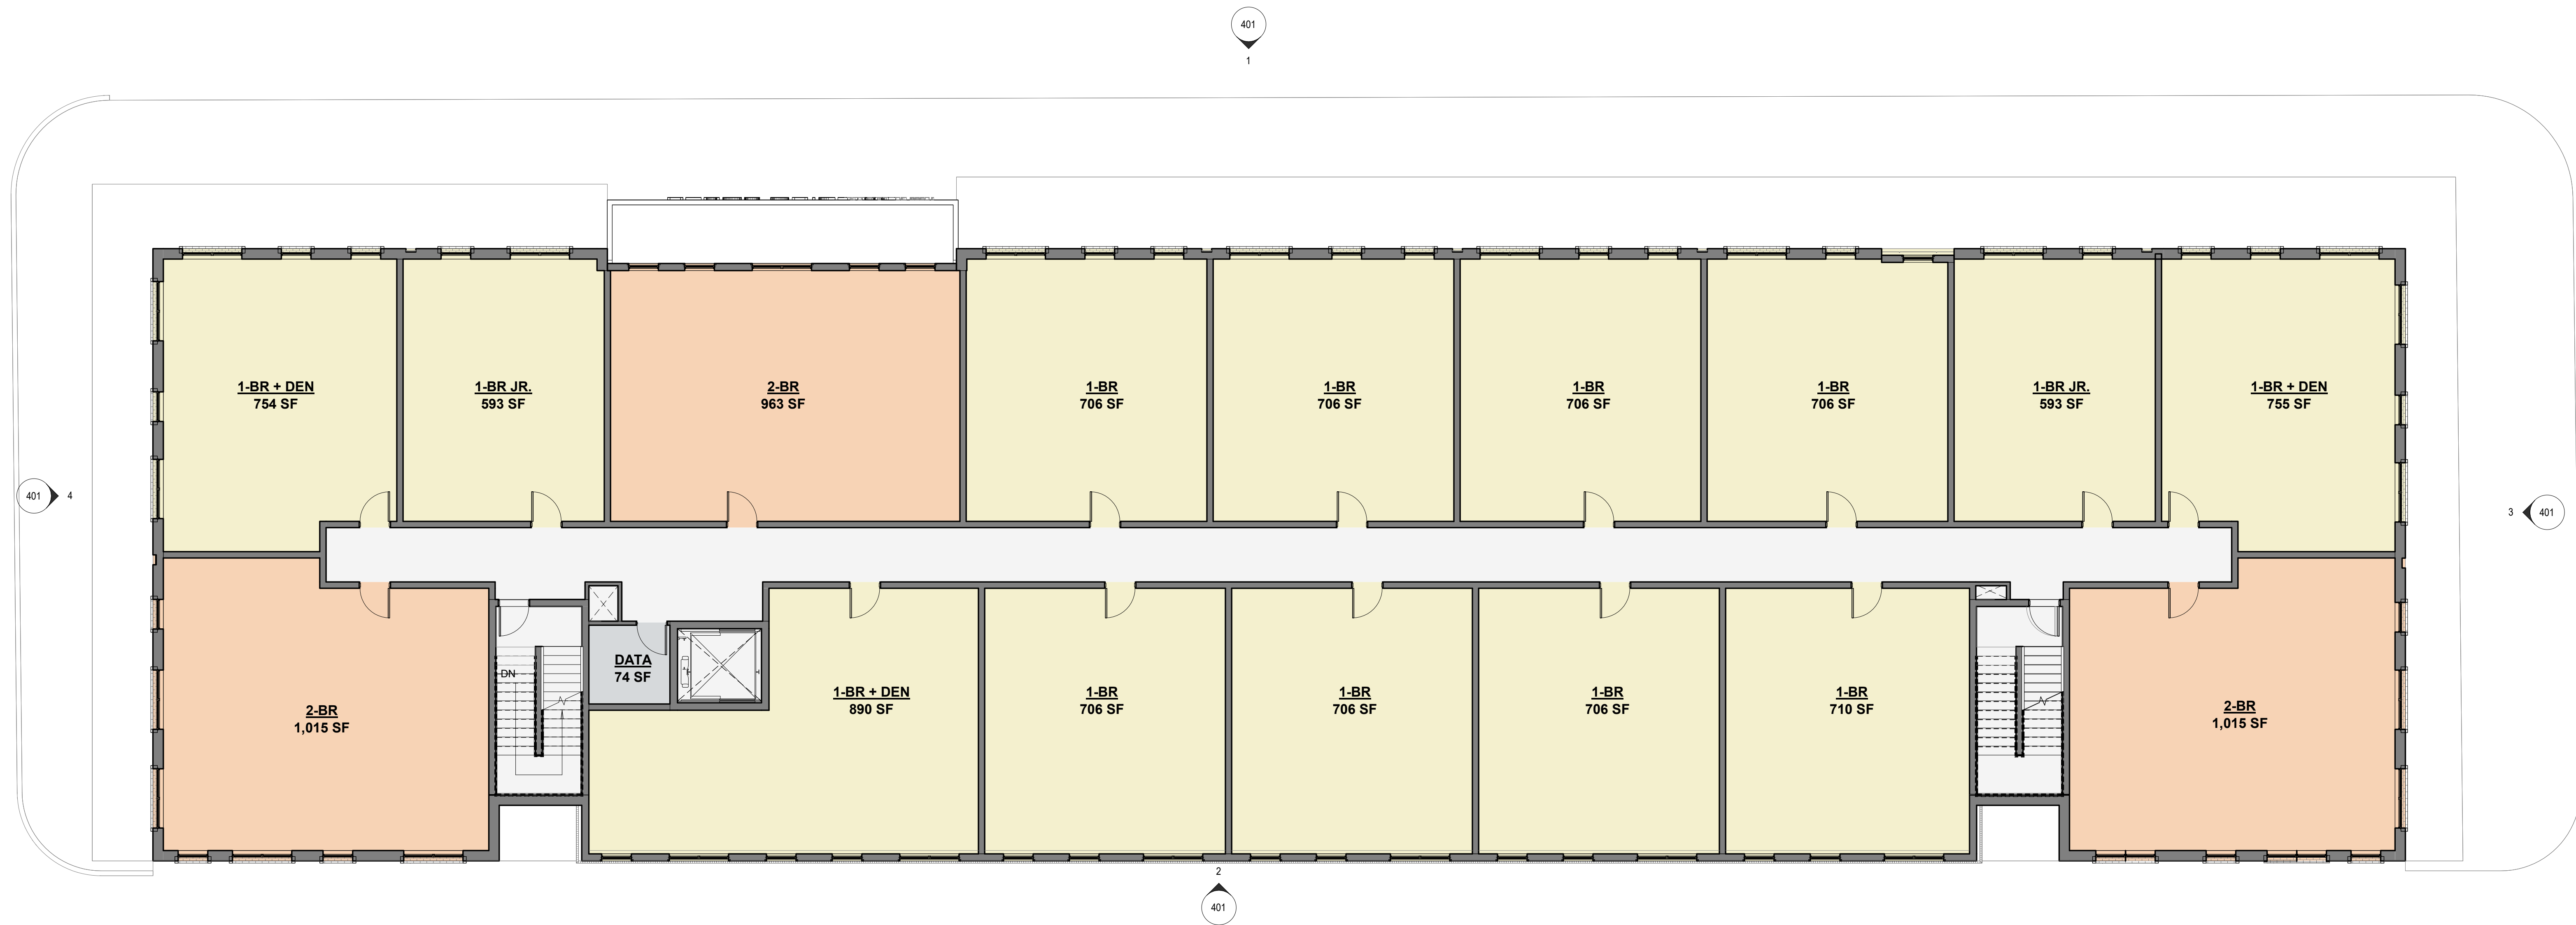 401
1
1-BR + DEN
754 SF
1-BR JR.
593 SF
2-BR
963 SF
1-BR
706 SF
1-BR
706 SF
1-BR
706 SF
1-BR
706 SF
1-BR JR.
593 SF
1-BR + DEN
755 SF
401
4
3
401
2-BR
1,015 SF
DN
DATA
74 SF
1-BR + DEN
890 SF
1-BR
706 SF
1-BR
706 SF
1-BR
706 SF
1-BR
710 SF
2-BR
1,015 SF
2
401